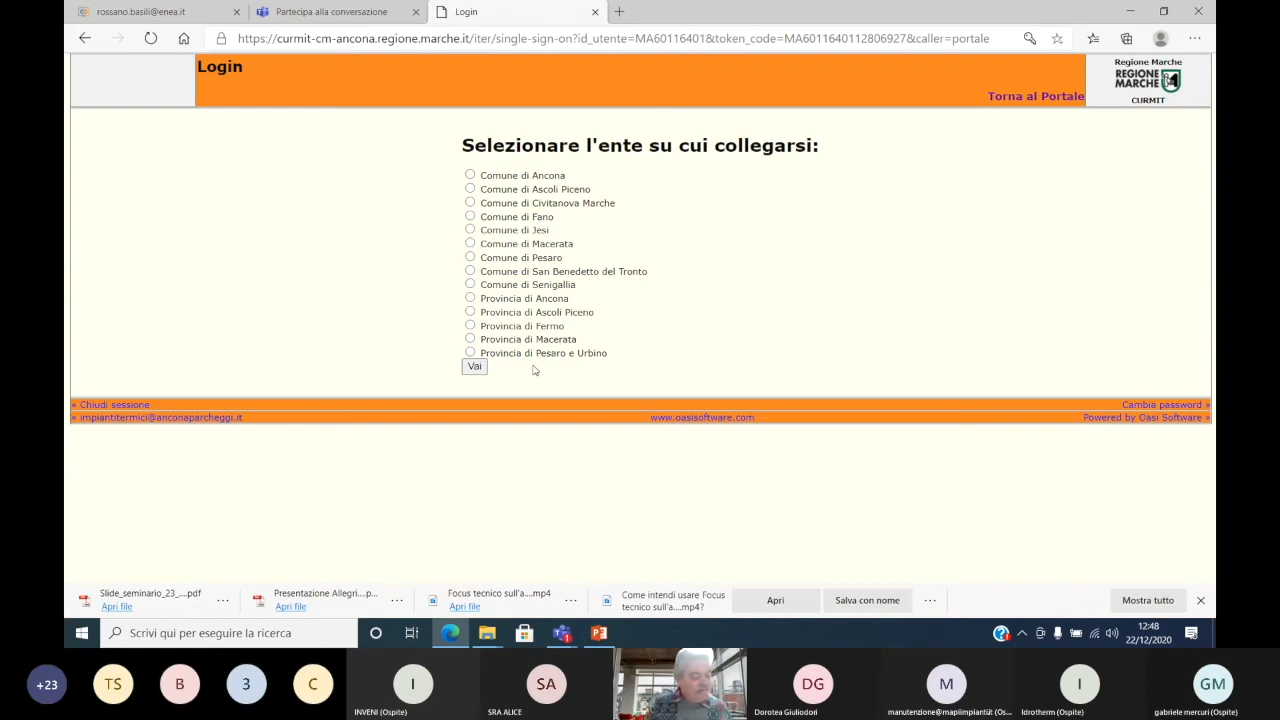 rossano.basili@enea.it
Partecipa alla conversazione
Login
https://curmit-cm-ancona.regione.marche.it/iter/single-sign-on?id_utente=MA60116401&token_code=MA6011640112806927&caller=portale
Login
Torna al Portale
Regione Marche
REGIONE
MARCHE
CURMIT
Selezionare l'ente su cui collegarsi:
Comune di Ancona
Comune di Ascoli Piceno
Comune di Civitanova Marche
Comune di Fano
Comune di Jesi
Comune di Macerata
Comune di Pesaro
Comune di San Benedetto del Tronto
Comune di Senigallia
Provincia di Ancona
Provincia di Ascoli Piceno
Provincia di Fermo
Provincia di Macerata
Provincia di Pesaro e Urbino
Vai
« Chiudi sessione
Cambia password »
« impiantitermici@anconaparcheggi.it
www.oasisoftware.com
Powered by Oasi Software »
Slide_seminario_23_....pdf
Apri file
Presentazione Allegri....p...
Apri file
Focus tecnico sull'a....mp4
Apri file
Come intendi usare Focus
tecnico sull'a....mp4?
Apri
Salva con nome
Mostra tutto
Scrivi qui per eseguire la ricerca
12:48
22/12/2020
+23
TS
B
3
C
I
SA
DG
M
I
GM
INVENI (Ospite)
SRA ALICE
Dorotea Giuliodori
manutenzione@mapiimpianti.it (Os...
Idrotherm (Ospite)
gabriele mercuri (Ospite)